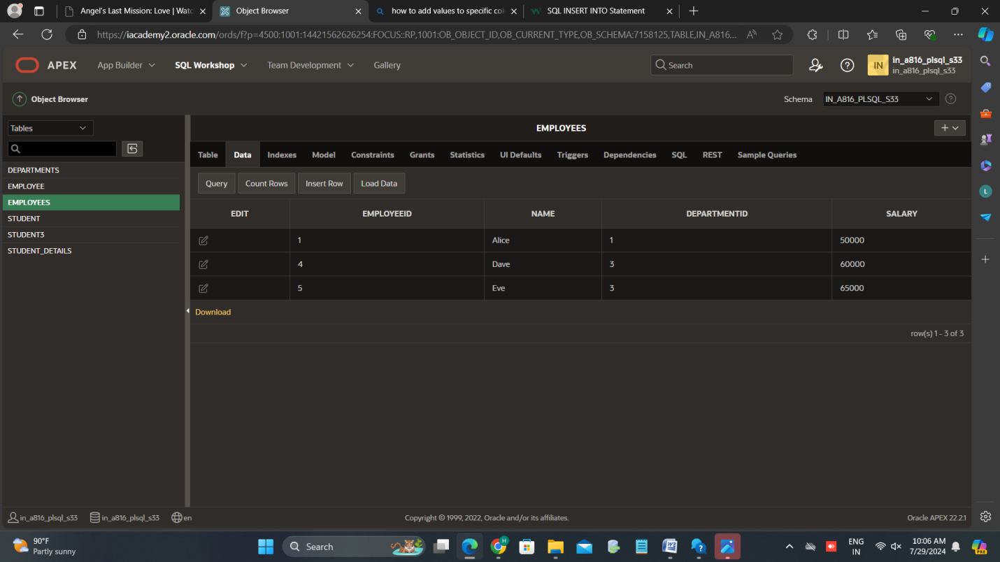 Angel's Last Mission: Love | Watc
Object Browser
how to add values to specific col
SQL INSERT INTO Statement
https://iacademy2.oracle.com/ords/f?p=4500:1001:14421562626254:FOCUS::RP,1001:OB_OBJECT_ID,OB_CURRENT_TYPE,OB_SCHEMA:7158125,TABLE,IN_A816...
APEX
App Builder
SQL Workshop
Team Development
Gallery
Search
IN
in_a816_plsql_s33
in_a816_plsql_s33
Object Browser
Schema
IN_A816_PLSQL_S33
Tables
EMPLOYEES
Table Data Indexes Model Constraints Grants Statistics UI Defaults Triggers Dependencies SQL REST Sample Queries
DEPARTMENTS
EMPLOYEE
EMPLOYEES
STUDENT
STUDENT3
STUDENT_DETAILS
Query Count Rows Insert Row Load Data
EDIT EMPLOYEEID NAME DEPARTMENTID SALARY
1 Alice 1 50000
4 Dave 3 60000
5 Eve 3 65000
Download
row(s) 1 - 3 of 3
in_a816_plsql_s33 in_a816_plsql_s33 en
Copyright © 1999, 2022, Oracle and/or its affiliates.
Oracle APEX 22.2.1
L
90°F
Partly sunny
Search
H
ENG
IN
10:06 AM
7/29/2024
PRE